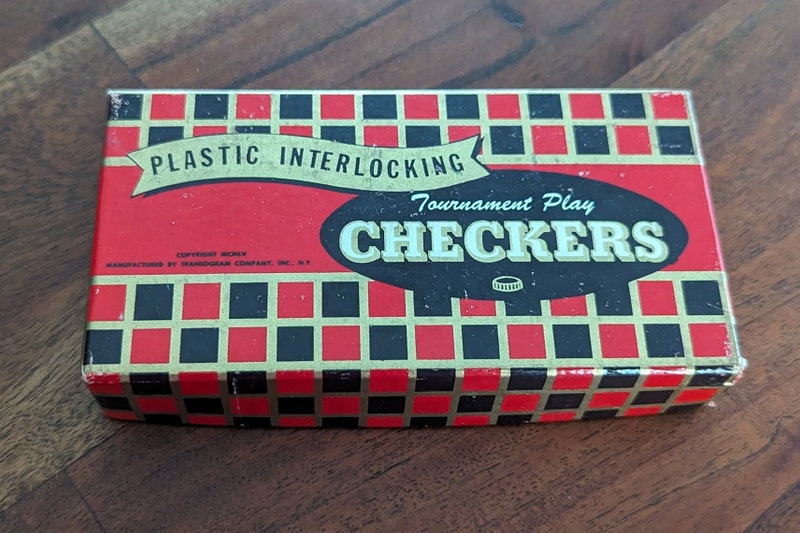 PLASTIC INTERLOCKING
Tournament Play
CHECKERS
COPYRIGHT MCMLV
MANUFACTURED BY TRANSOGRAM COMPANY, INC., N.Y.